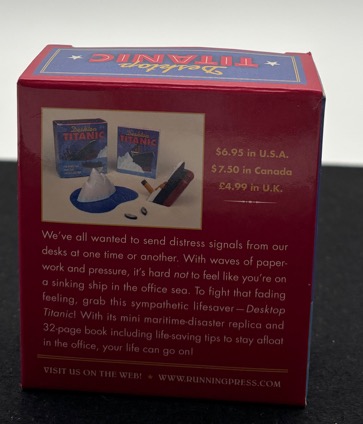 Desktop
★ TITANIC ★
Desktop
TITANIC
TITANIC
$6.95 in U.S.A.
$7.50 in Canada
£4.99 in U.K.
We've all wanted to send distress signals from our
desks at one time or another. With waves of paper-
work and pressure, it's hard not to feel like you're on
a sinking ship in the office sea. To fight that fading
feeling, grab this sympathetic lifesaver—Desktop
Titanic! With its mini maritime-disaster replica and
32-page book including life-saving tips to stay afloat
in the office, your life can go on!
VISIT US ON THE WEB! ★ WWW.RUNNINGPRESS.COM